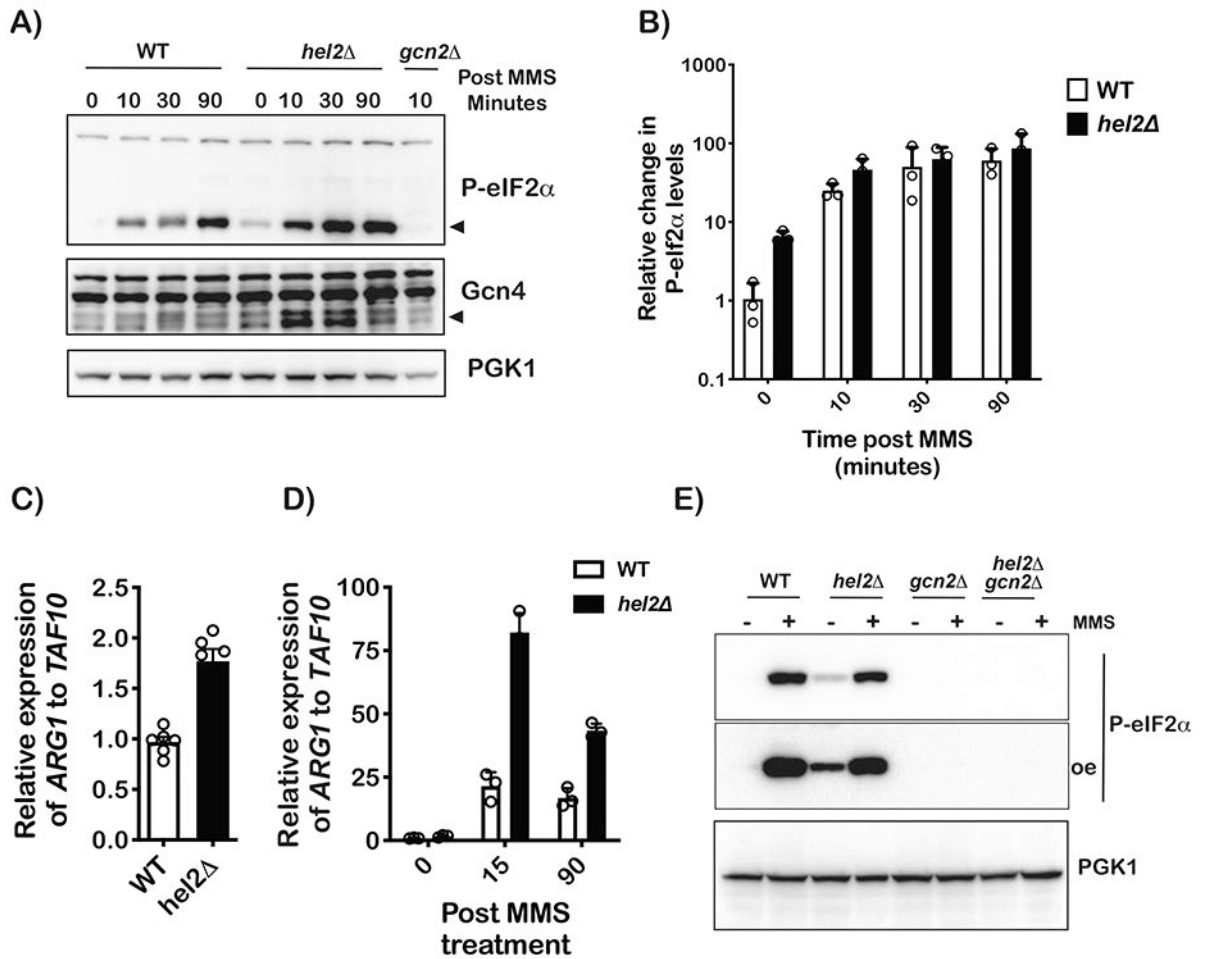 A)
WT hel2Δ gcn2Δ
Post MMS
0 10 30 90 0 10 30 90 10 Minutes
P-eIF2α
Gcn4
PGK1
B)
Relative change in
P-eIf2α levels
1000
100
10
1
0.1
0 10 30 90
Time post MMS
(minutes)
WT
hel2Δ
C)
Relative expression
of ARG1 to TAF10
2.5
2.0
1.5
1.0
0.5
0.0
WT hel2Δ
D)
Relative expression
of ARG1 to TAF10
100
75
50
25
0
0 15 90
Post MMS
treatment
WT
hel2Δ
E)
hel2Δ
WT hel2Δ gcn2Δ gcn2Δ
- + - + - + - + MMS
P-eIF2α
oe
PGK1